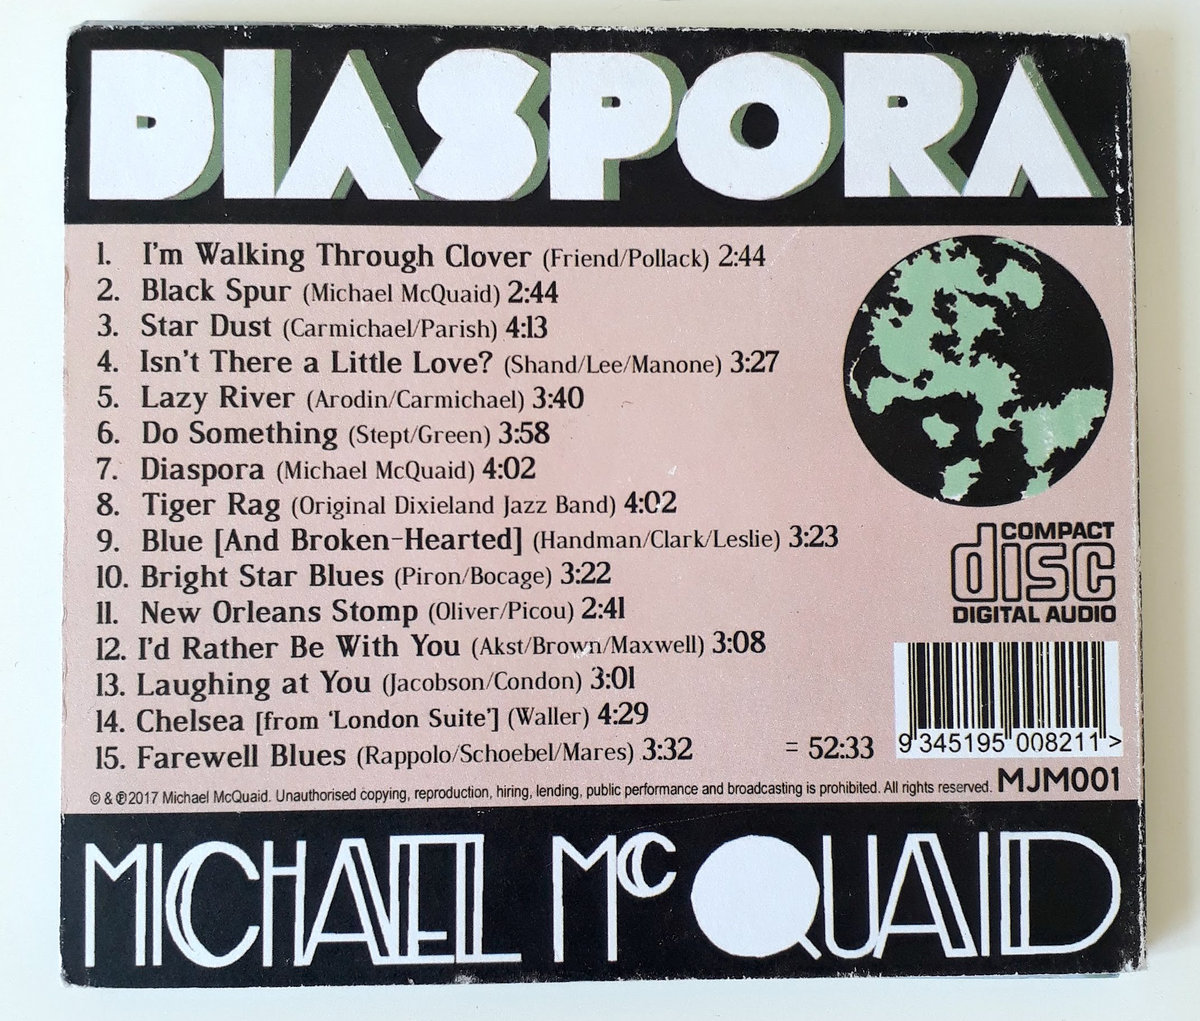 DIASPORA
1. I'm Walking Through Clover (Friend/Pollack) 2:44
2. Black Spur (Michael McQuaid) 2:44
3. Star Dust (Carmichael/Parish) 4:13
4. Isn't There a Little Love? (Shand/Lee/Manone) 3:27
5. Lazy River (Arodin/Carmichael) 3:40
6. Do Something (Stept/Green) 3:58
7. Diaspora (Michael McQuaid) 4:02
8. Tiger Rag (Original Dixieland Jazz Band) 4:02
9. Blue [And Broken-Hearted] (Handman/Clark/Leslie) 3:23
10. Bright Star Blues (Piron/Bocage) 3:22
11. New Orleans Stomp (Oliver/Picou) 2:41
12. I'd Rather Be With You (Akst/Brown/Maxwell) 3:08
13. Laughing at You (Jacobson/Condon) 3:01
14. Chelsea [from 'London Suite'] (Waller) 4:29
15. Farewell Blues (Rappolo/Schoebel/Mares) 3:32 = 52:33
COMPACT
disc
DIGITAL AUDIO
9 345195 008211 >
© & ℗2017 Michael McQuaid. Unauthorised copying, reproduction, hiring, lending, public performance and broadcasting is prohibited. All rights reserved. MJM001
MICHAEL McQUAID